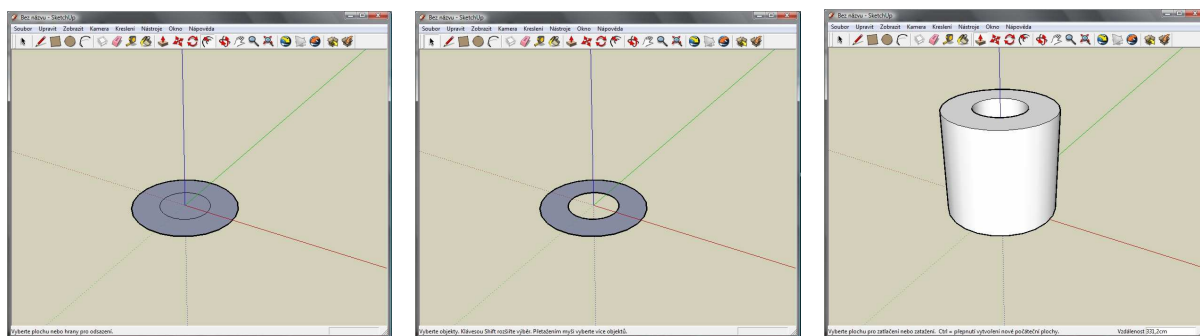 Bez názvu - SketchUp
Soubor Upravit Zobrazit Kamera Kreslení Nástroje Okno Nápověda
Vyberte plochu nebo hrany pro odsazení.
Bez názvu - SketchUp
Soubor Upravit Zobrazit Kamera Kreslení Nástroje Okno Nápověda
Vyberte objekty. Klávesou Shift rozšiřte výběr. Přetažením myši vyberte více objektů.
Bez názvu - SketchUp
Soubor Upravit Zobrazit Kamera Kreslení Nástroje Okno Nápověda
Vyberte plochu pro zatlačení nebo zatažení. Ctrl = přepnutí vytvoření nové počáteční plochy. Vzdálenost 331,2cm